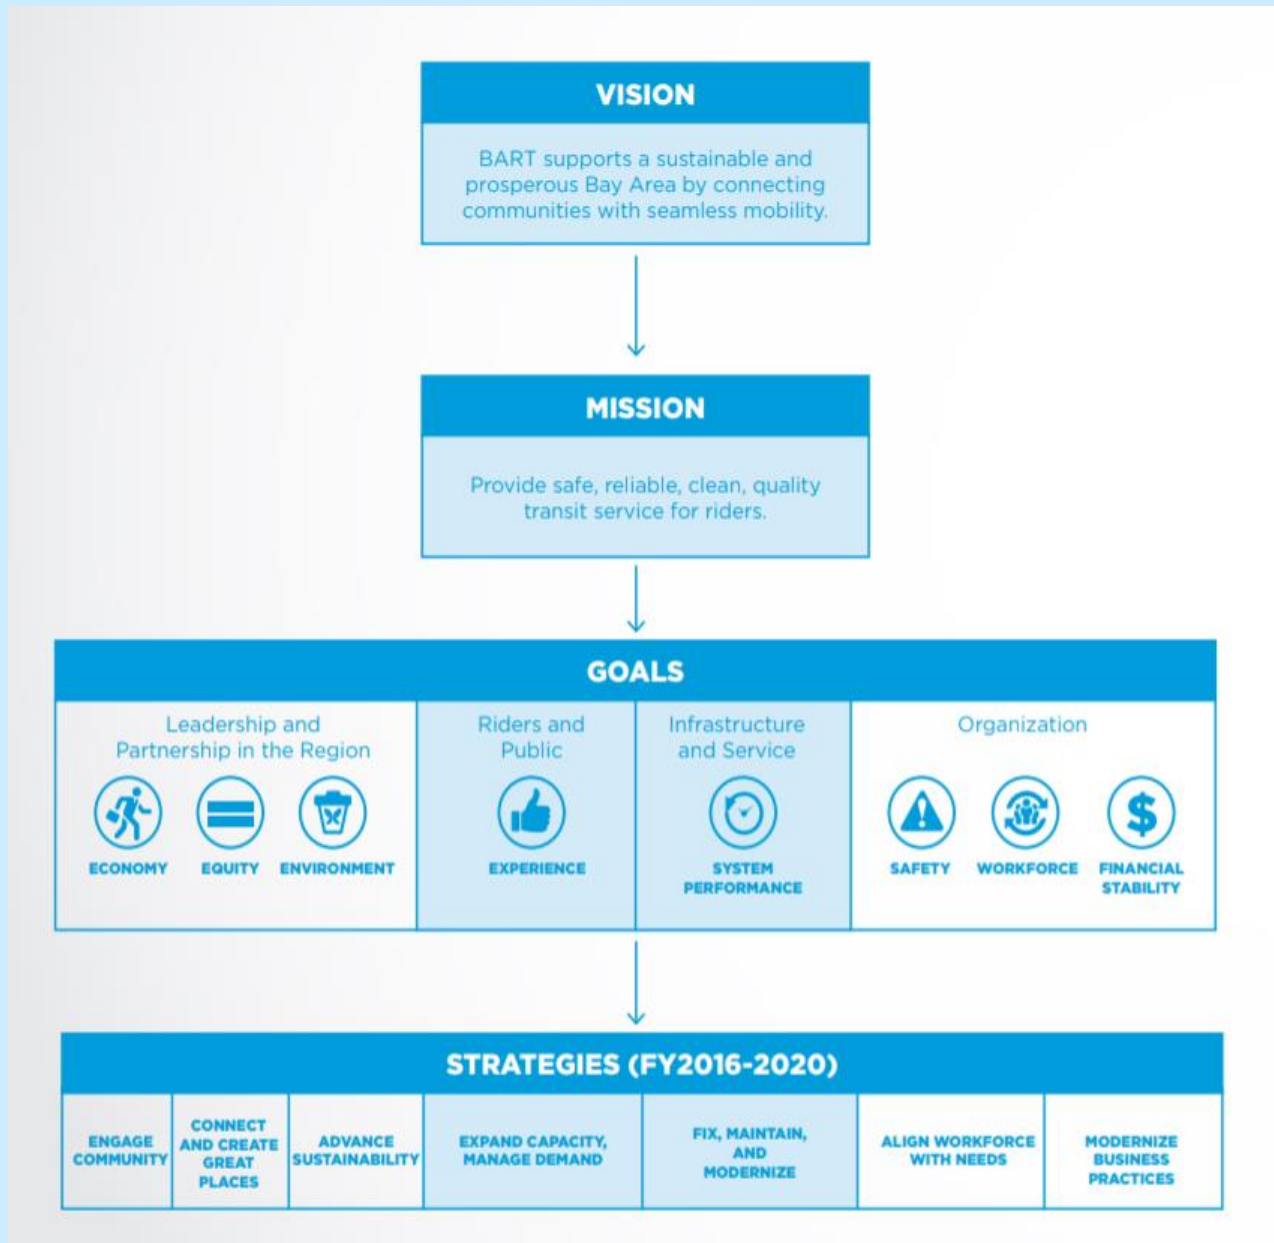 VISION
BART supports a sustainable and
prosperous Bay Area by connecting
communities with seamless mobility.
MISSION
Provide safe, reliable, clean, quality
transit service for riders.
GOALS
Leadership and
Partnership in the Region
ECONOMY
EQUITY
ENVIRONMENT
Riders and
Public
EXPERIENCE
Infrastructure
and Service
SYSTEM
PERFORMANCE
Organization
SAFETY
WORKFORCE
$
FINANCIAL
STABILITY
STRATEGIES (FY2016-2020)
ENGAGE
COMMUNITY
CONNECT
AND CREATE
GREAT
PLACES
ADVANCE
SUSTAINABILITY
EXPAND CAPACITY,
MANAGE DEMAND
FIX, MAINTAIN,
AND
MODERNIZE
ALIGN WORKFORCE
WITH NEEDS
MODERNIZE
BUSINESS
PRACTICES